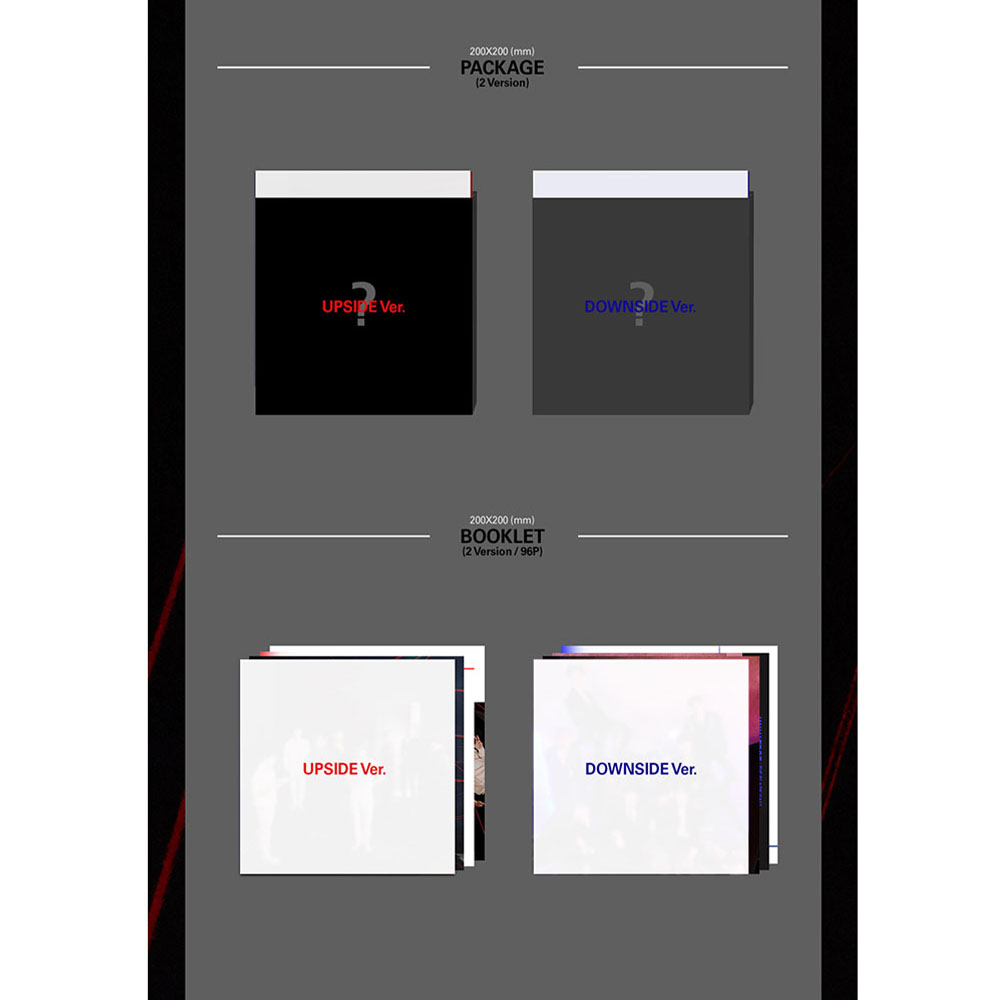 200X200 (mm)
PACKAGE
(2 Version)
?
UPSIDE Ver.
?
DOWNSIDE Ver.
200X200 (mm)
BOOKLET
(2 Version / 96P)
UPSIDE Ver.
DOWNSIDE Ver.